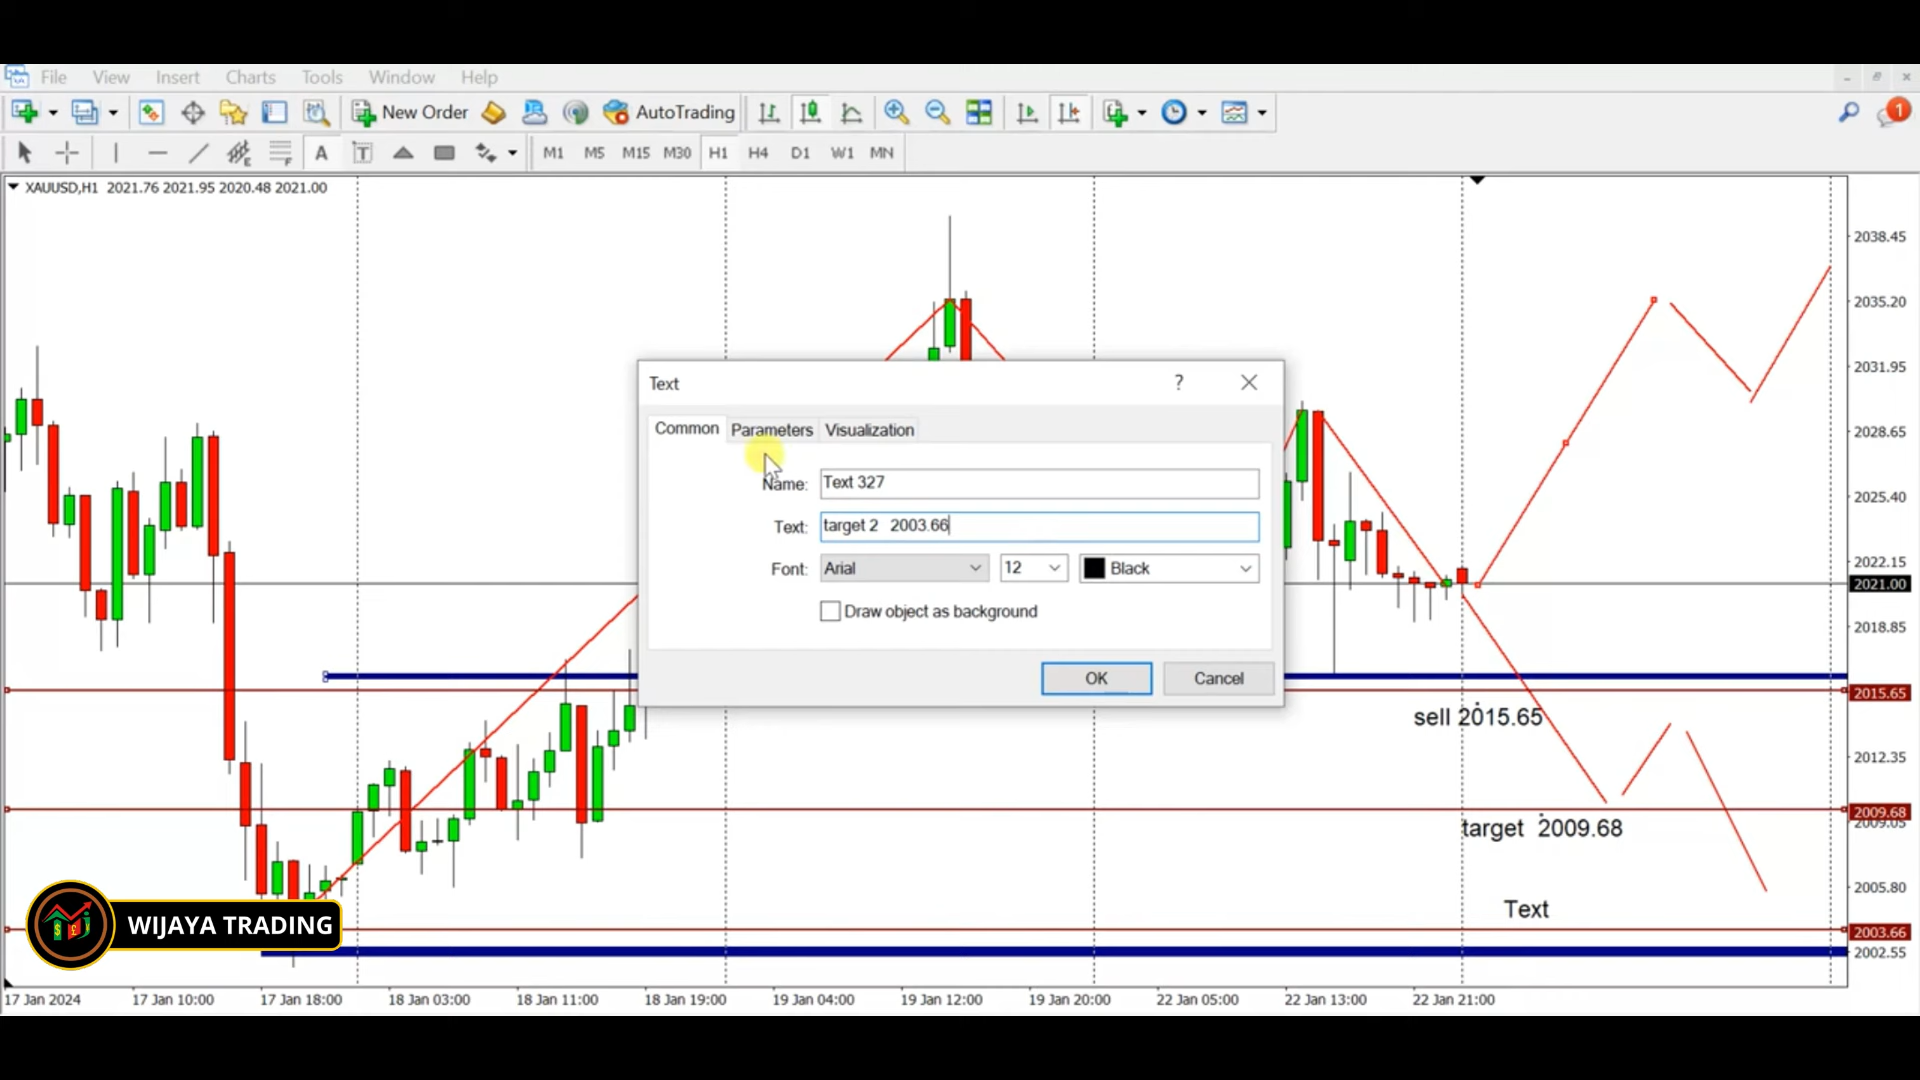 File View Insert Charts Tools Window Help
New Order AutoTrading 1
A T E F M1 M5 M15 M30 H1 H4 D1 W1 MN
XAUUSD,H1 2021.76 2021.95 2020.48 2021.00
2038.45
2035.20
2031.95
Text ?
Common Parameters Visualization
2028.65
Name: Text 327
2025.40
Text: target 2 2003.66
Font: Arial 12 Black
2022.15
2021.00
Draw object as background
2018.85
OK Cancel
2015.65
sell 2015.65
2012.35
2009.68
2009.05
target 2009.68
2005.80
Text
WIJAYA TRADING
2003.66
2002.55
17 Jan 2024 17 Jan 10:00 17 Jan 18:00 18 Jan 03:00 18 Jan 11:00 18 Jan 19:00 19 Jan 04:00 19 Jan 12:00 19 Jan 20:00 22 Jan 05:00 22 Jan 13:00 22 Jan 21:00